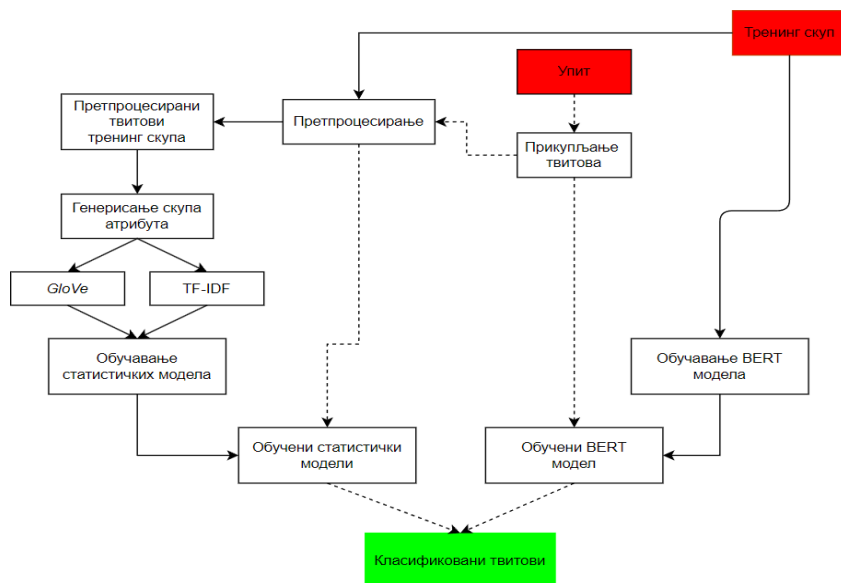 Тренинг скуп
Упит
Претпроцесирани
твитови
тренинг скупа
Претпроцесирање
Прикупљање
твитова
Генерисање скупа
атрибута
GloVe
TF-IDF
Обучавање
статистичких модела
Обучавање BERT
модела
Обучени статистички
модели
Обучени BERT
модел
Класификовани твитови